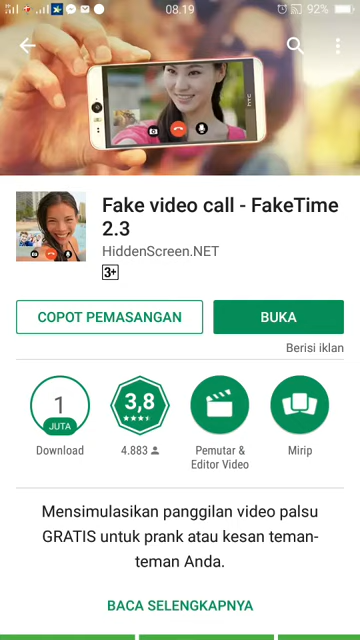 08.19
92%
hTC
Fake video call - FakeTime
2.3
HiddenScreen.NET
3+
COPOT PEMASANGAN
BUKA
Berisi iklan
1
JUTA
Download
3,8
4.883
Pemutar &
Editor Video
Mirip
Mensimulasikan panggilan video palsu
GRATIS untuk prank atau kesan teman-
teman Anda.
BACA SELENGKAPNYA